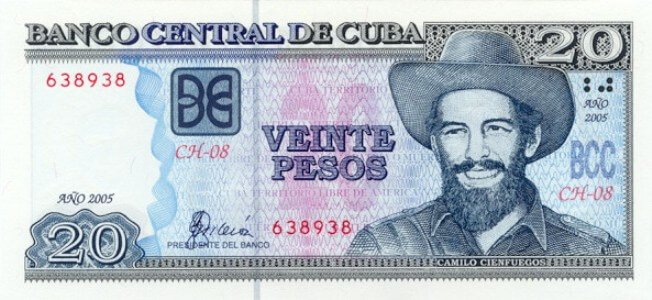 BANCO CENTRAL DE CUBA
20
638938
CH-08
VEINTE
PESOS
AÑO
2005
BCC
CH-08
AÑO 2005
20
638938
PRESIDENTE DEL BANCO
CAMILO CIENFUEGOS
20